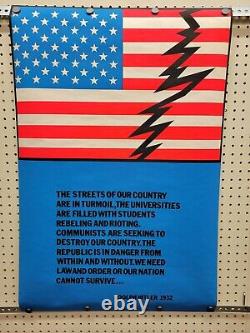 THE STREETS OF OUR COUNTRY
ARE IN TURMOIL,THE UNIVERSITIES
ARE FILLED WITH STUDENTS
REBELING AND RIOTING.
COMMUNISTS ARE SEEKING TO
DESTROY OUR COUNTRY,THE
REPUBLIC IS IN DANGER FROM
WITHIN AND WITHOUT.WE NEED
LAW AND ORDER OR OUR NATION
CANNOT SURVIVE...
HITLER 1932